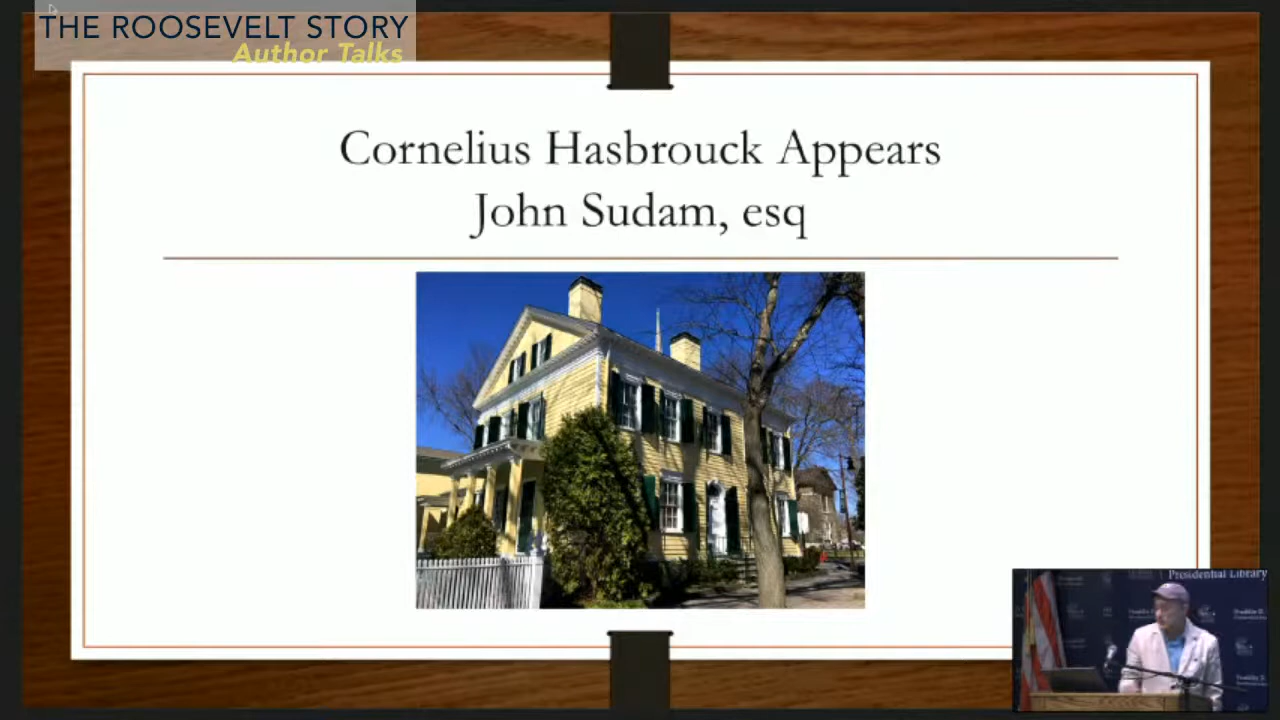 THE ROOSEVELT STORY
Author Talks
Cornelius Hasbrouck Appears
John Sudam, esq
Presidential Library